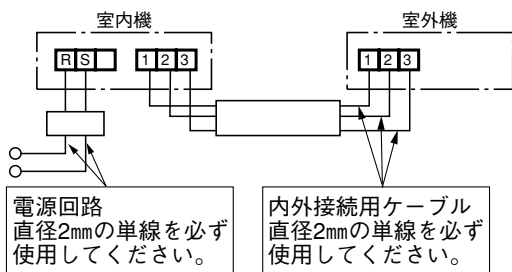 室内機
室外機
R S
1 2 3
1 2 3
電源回路
直径2mmの単線を必ず
使用してください。
内外接続用ケーブル
直径2mmの単線を必ず
使用してください。